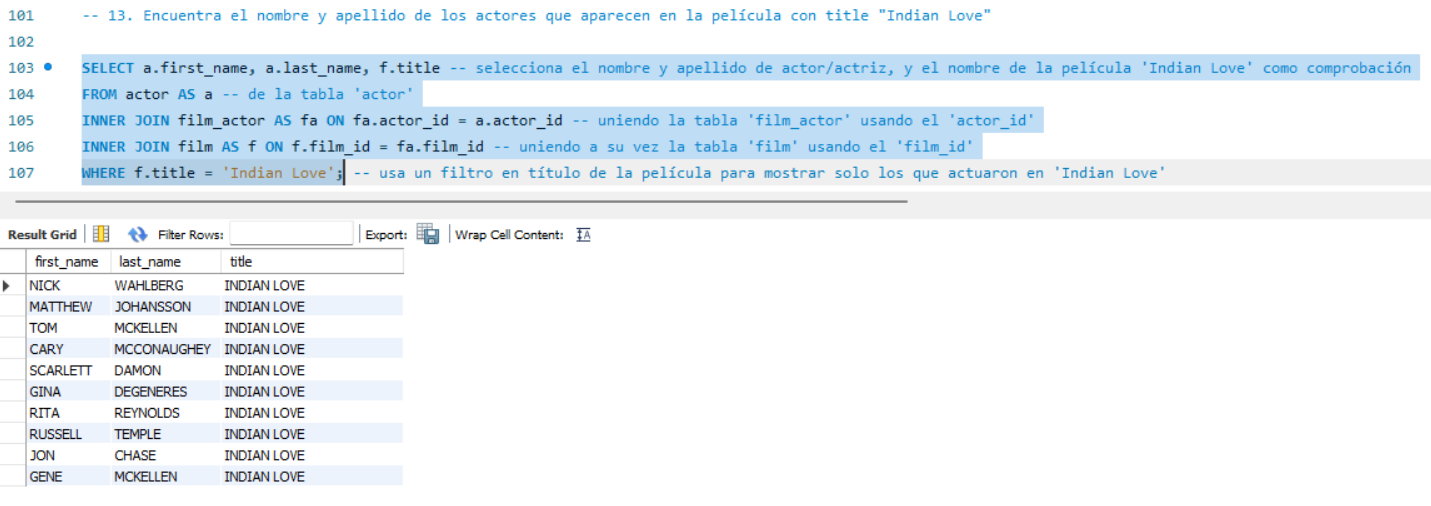 101 -- 13. Encuentra el nombre y apellido de los actores que aparecen en la película con title "Indian Love"
102
103 SELECT a.first_name, a.last_name, f.title -- selecciona el nombre y apellido de actor/actriz, y el nombre de la película 'Indian Love' como comprobación
104 FROM actor AS a -- de la tabla 'actor'
105 INNER JOIN film_actor AS fa ON fa.actor_id = a.actor_id -- uniendo la tabla 'film_actor' usando el 'actor_id'
106 INNER JOIN film AS f ON f.film_id = fa.film_id -- uniendo a su vez la tabla 'film' usando el 'film_id'
107 WHERE f.title = 'Indian Love'; -- usa un filtro en título de la película para mostrar solo los que actuaron en 'Indian Love'
Result Grid Filter Rows: Export: Wrap Cell Content: IA
first_name last_name title
NICK WAHLBERG INDIAN LOVE
MATTHEW JOHANSSON INDIAN LOVE
TOM MCKELLEN INDIAN LOVE
CARY MCCONAUGHEY INDIAN LOVE
SCARLETT DAMON INDIAN LOVE
GINA DEGENERES INDIAN LOVE
RITA REYNOLDS INDIAN LOVE
RUSSELL TEMPLE INDIAN LOVE
JON CHASE INDIAN LOVE
GENE MCKELLEN INDIAN LOVE